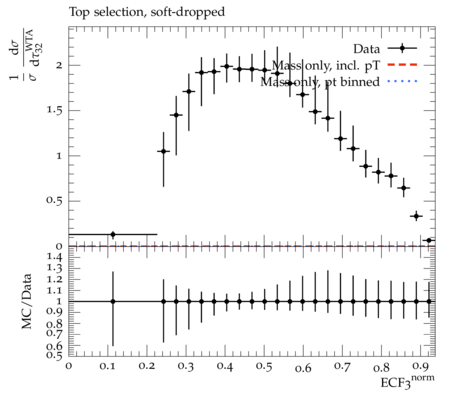 Top selection, soft-dropped
1 dσ
σ dτ32 WTA
Data
Mass only, incl. pT
Mass only, pt binned
2
1.5
1
0.5
0
MC/Data
1.4
1.3
1.2
1.1
1
0.9
0.8
0.7
0.6
0.5
0 0.1 0.2 0.3 0.4 0.5 0.6 0.7 0.8 0.9
ECF3norm